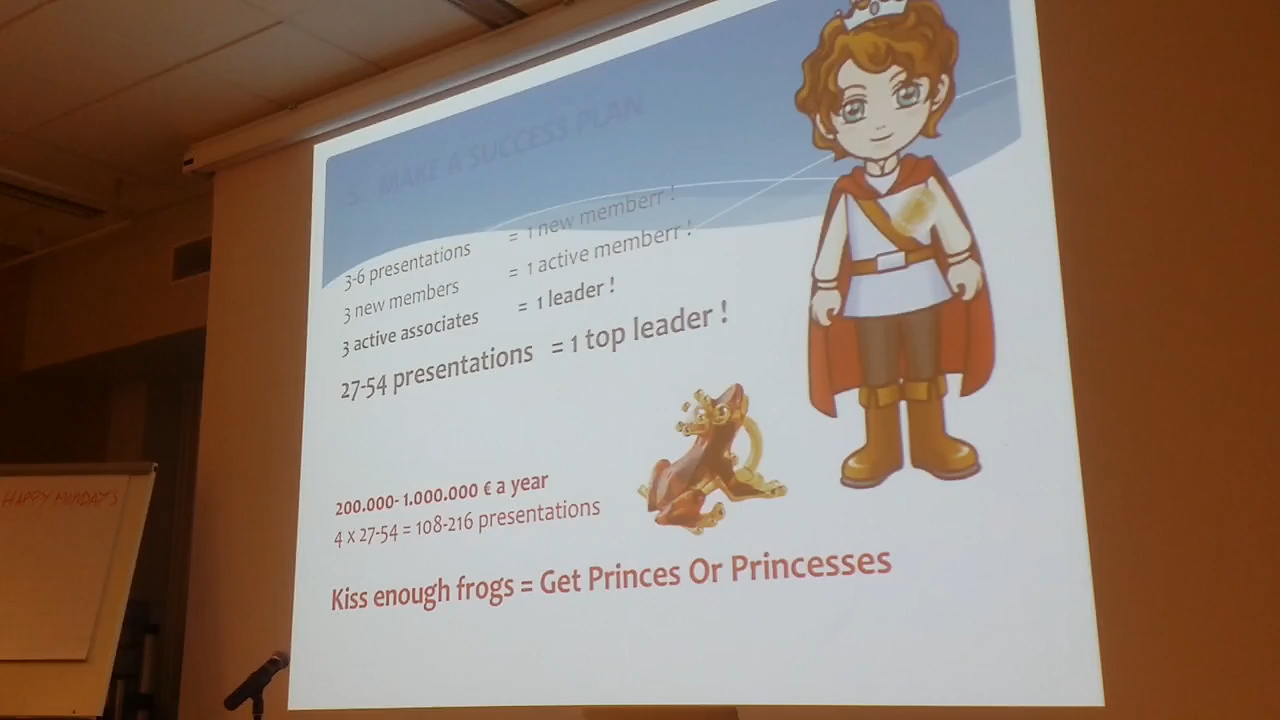 5. MAKE A SUCCESS PLAN
3-6 presentations = 1 new memberr !
3 new members = 1 active memberr !
3 active associates = 1 leader !
27-54 presentations = 1 top leader !
200.000- 1.000.000 € a year
4 x 27-54 = 108-216 presentations
Kiss enough frogs = Get Princes Or Princesses
HAPPY MONDAYS